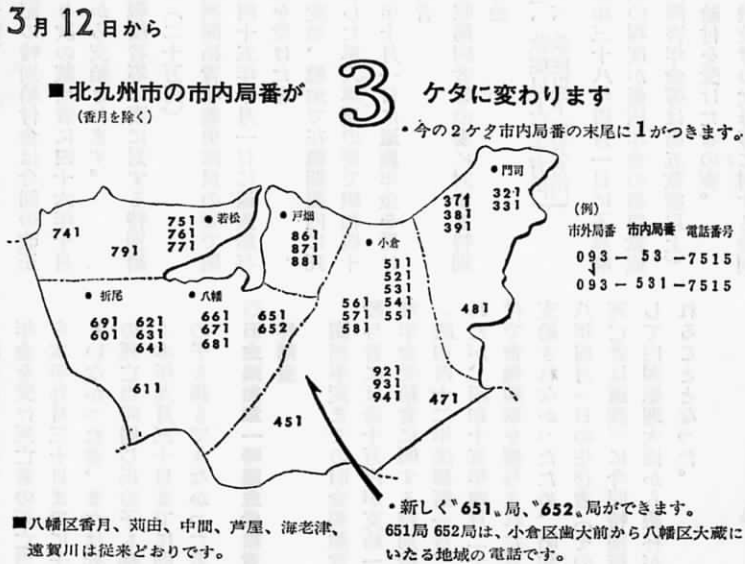 3月12日から
■北九州市の市内局番が 3 ケタに変わります
(香月を除く)
・今の2ケタ市内局番の末尾に1がつきます。
(例)
市外局番 市内局番 電話番号
093 － 53 －7515
093 － 531 －7515
741
791
751
761
771
●若松
●戸畑
861
871
881
●小倉
511
521
531
541
551
561
571
581
371
381
391
●門司
321
331
481
●折尾
691
601
621
631
641
611
●八幡
661
671
681
651
652
921
931
941
471
451
・新しく〝651〟局、〝652〟局ができます。
651局 652局は、小倉区歯大前から八幡区大蔵に
いたる地域の電話です。
■八幡区香月、苅田、中間、芦屋、海老津、
遠賀川は従来どおりです。